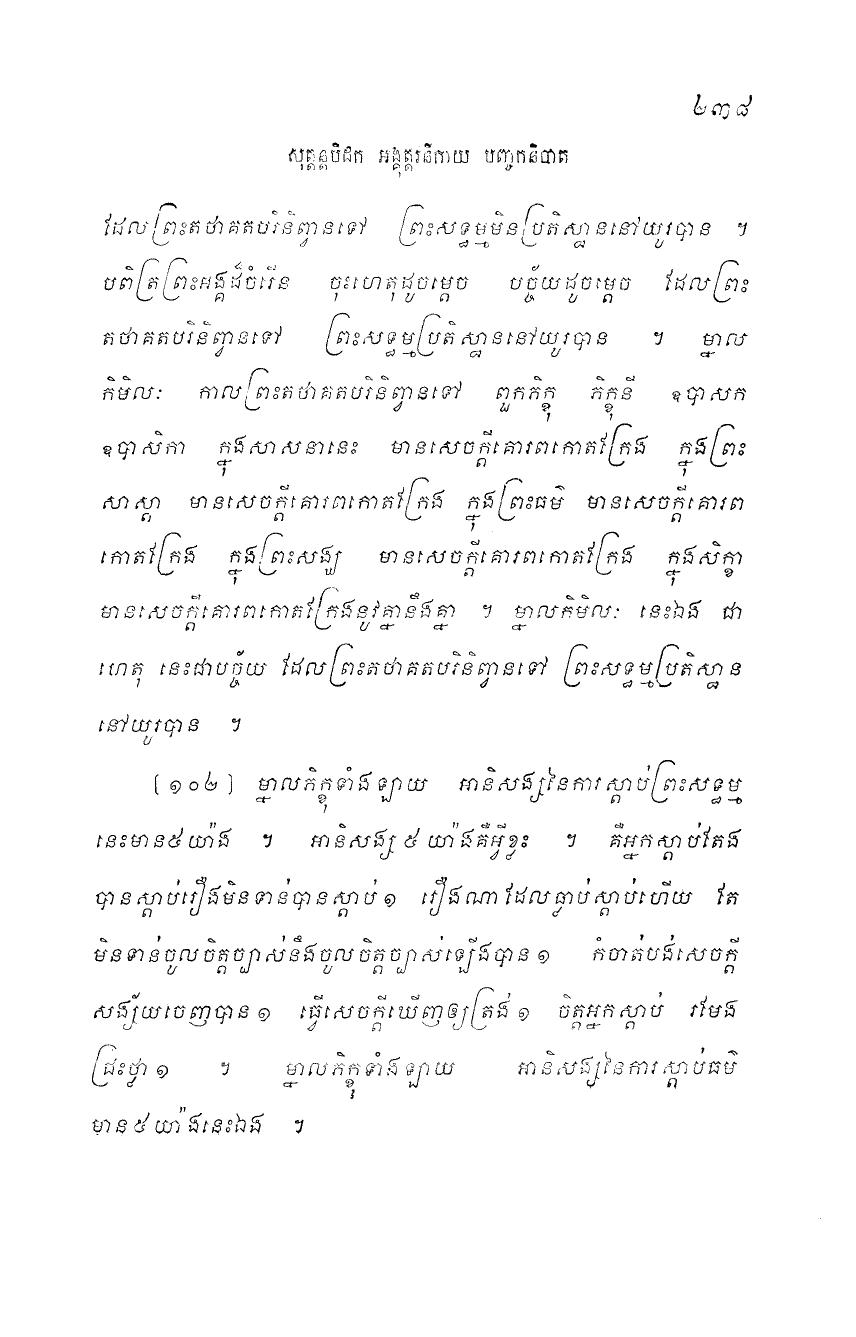 ២៣៨
សុត្តន្តបិដក អង្គុត្តរនិកាយ បញ្ចកនិបាត
ដែលព្រះតថាគតបរិនិព្វានទៅ ព្រះសទ្ធម្មមិនប្រតិស្ឋាននៅយូរបាន ។
បពិត្រព្រះអង្គដ៏ចំរើន ចុះហេតុដូចម្តេច បច្ច័យដូចម្តេច ដែលព្រះ
តថាគតបរិនិព្វានទៅ ព្រះសទ្ធម្មប្រតិស្ឋាននៅយូរបាន ។ ម្នាល
កិមិលៈ កាលព្រះតថាគតបរិនិព្វានទៅ ពួកភិក្ខុ ភិក្ខុនី ឧបាសក
ឧបាសិកា ក្នុងសាសនានេះ មានសេចក្តីគោរពកោតក្រែង ក្នុងព្រះ
សាស្តា មានសេចក្តីគោរពកោតក្រែង ក្នុងព្រះធម៌ មានសេចក្តីគោរព
កោតក្រែង ក្នុងព្រះសង្ឃ មានសេចក្តីគោរពកោតក្រែង ក្នុងសិក្ខា
មានសេចក្តីគោរពកោតក្រែងនូវគ្នានឹងគ្នា ។ ម្នាលកិមិលៈ នេះឯង ជា
ហេតុ នេះជាបច្ច័យ ដែលព្រះតថាគតបរិនិព្វានទៅ ព្រះសទ្ធម្មប្រតិស្ឋាន
នៅយូរបាន ។
[១០២] ម្នាលភិក្ខុទាំងឡាយ អានិសង្សនៃការស្តាប់ព្រះសទ្ធម្ម
នេះមាន៥យ៉ាង ។ អានិសង្ស ៥ យ៉ាងគឺអ្វីខ្លះ ។ គឺអ្នកស្តាប់តែង
បានស្តាប់រឿងមិនទាន់បានស្តាប់ ១ រឿងណាដែលធ្លាប់ស្តាប់ហើយ តែ
មិនទាន់ចូលចិត្តច្បាស់នឹងចូលចិត្តច្បាស់ឡើងបាន ១ កំចាត់បង់សេចក្តី
សង្ស័យចេញបាន ១ ធ្វើសេចក្តីឃើញឲ្យត្រង់ ១ ចិត្តអ្នកស្តាប់ រមែង
ជ្រះថ្លា ១ ។ ម្នាលភិក្ខុទាំងឡាយ អានិសង្សនៃការស្តាប់ធម៌
មាន៥យ៉ាងនេះឯង ។